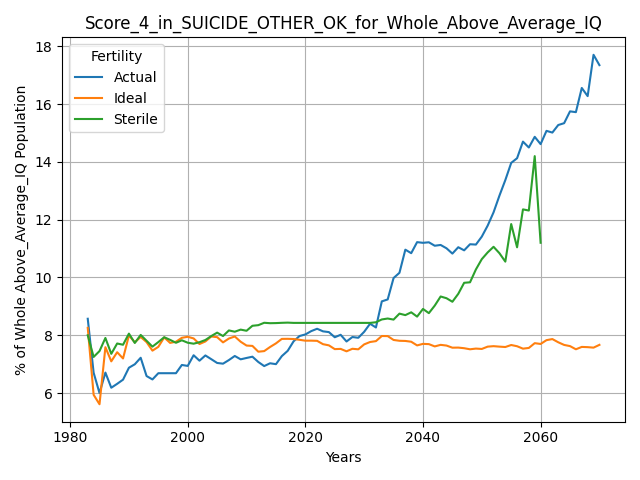 Score_4_in_SUICIDE_OTHER_OK_for_Whole_Above_Average_IQ
Fertility
Actual
Ideal
Sterile
% of Whole Above_Average_IQ Population
18
16
14
12
10
8
6
1980
2000
2020
2040
2060
Years